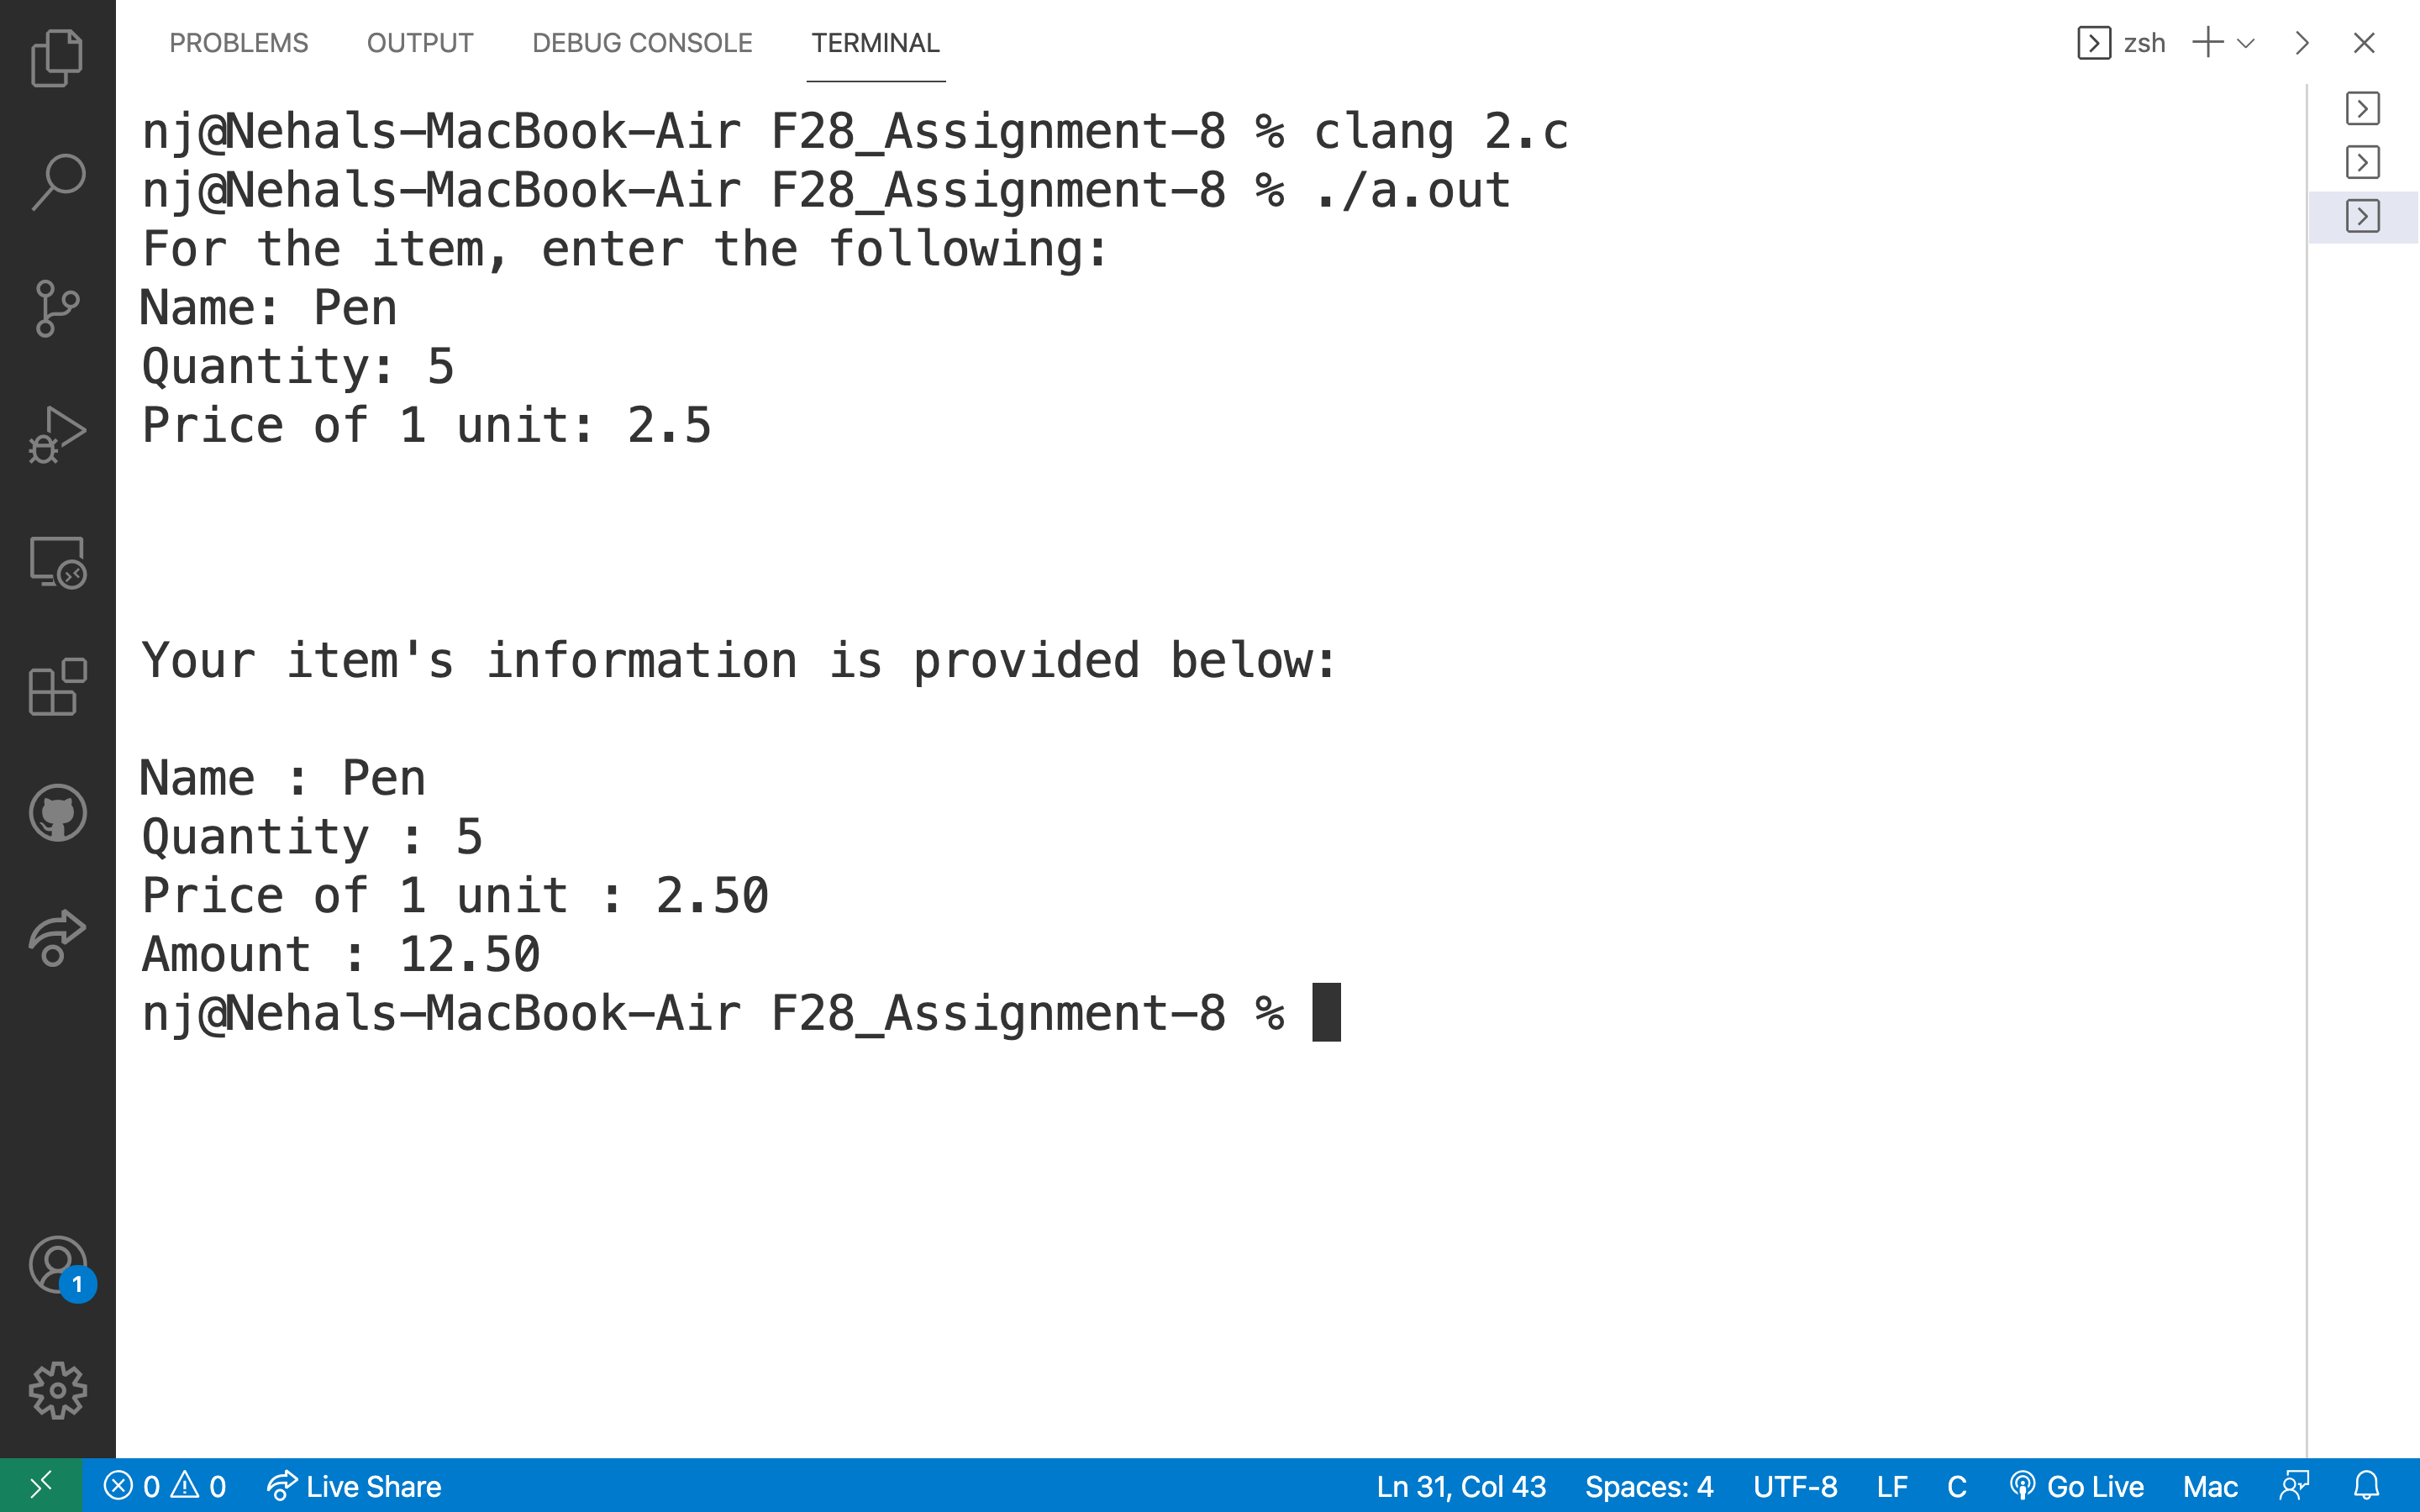 PROBLEMS OUTPUT DEBUG CONSOLE TERMINAL zsh
nj@Nehals-MacBook-Air F28_Assignment-8 % clang 2.c
nj@Nehals-MacBook-Air F28_Assignment-8 % ./a.out
For the item, enter the following:
Name: Pen
Quantity: 5
Price of 1 unit: 2.5
Your item's information is provided below:
Name : Pen
Quantity : 5
Price of 1 unit : 2.50
Amount : 12.50
nj@Nehals-MacBook-Air F28_Assignment-8 %
1
0 0 Live Share Ln 31, Col 43 Spaces: 4 UTF-8 LF C Go Live Mac